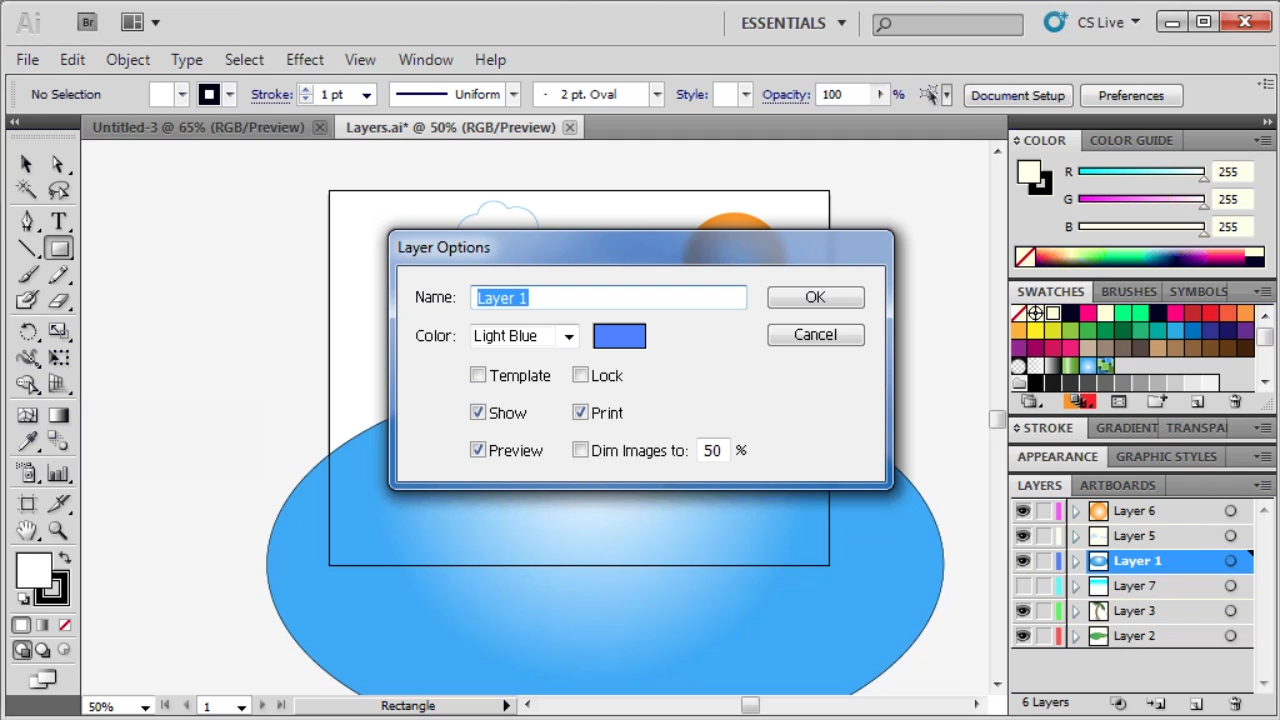 Ai Br ESSENTIALS CS Live
File Edit Object Type Select Effect View Window Help
No Selection Stroke: 1 pt Uniform 2 pt. Oval Style: Opacity: 100 % Document Setup Preferences
Untitled-3 @ 65% (RGB/Preview) Layers.ai* @ 50% (RGB/Preview)
COLOR COLOR GUIDE
R 255
G 255
B 255
Layer Options
Name: Layer 1 OK
Color: Light Blue Cancel
Template Lock
Show Print
Preview Dim Images to: 50 %
SWATCHES BRUSHES SYMBOLS
STROKE GRADIENT TRANSPA
APPEARANCE GRAPHIC STYLES
LAYERS ARTBOARDS
Layer 6
Layer 5
Layer 1
Layer 7
Layer 3
Layer 2
6 Layers
50% 1 Rectangle